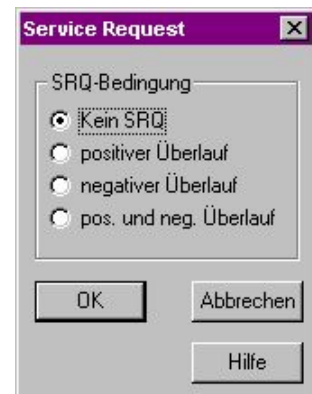 Service Request
SRQ-Bedingung
Kein SRQ
positiver Überlauf
negativer Überlauf
pos. und neg. Überlauf
OK
Abbrechen
Hilfe